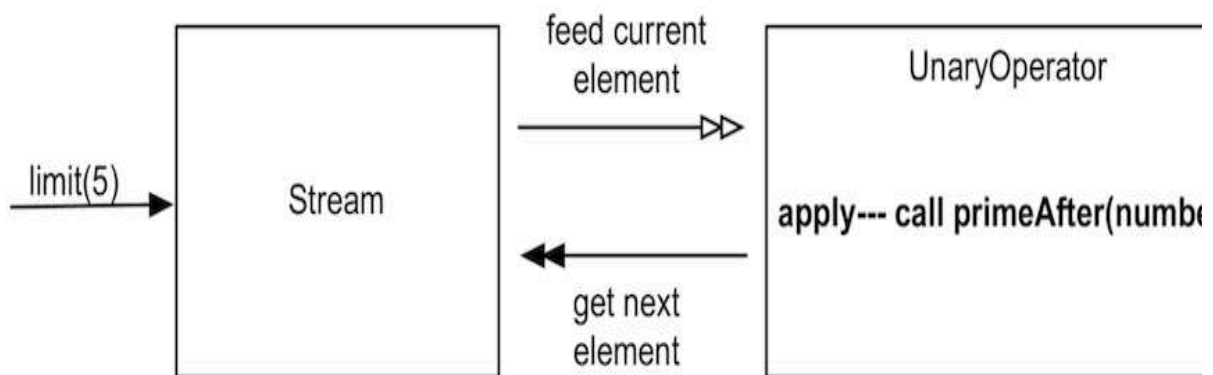 limit(5)
Stream
feed current
element
get next
element
UnaryOperator
apply--- call primeAfter(numbe